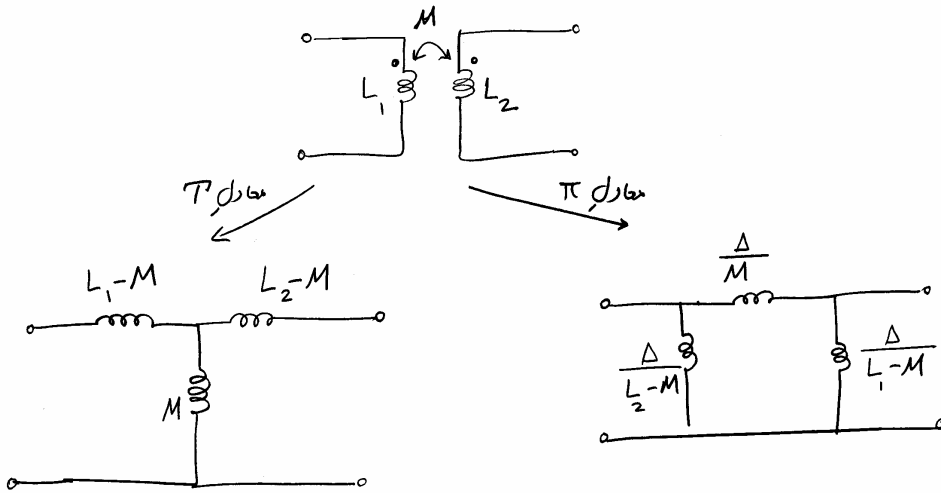 M
L₁ L₂
معادل T
معادل π
L₁-M L₂-M
M
Δ/M
Δ/(L₂-M)
Δ/(L₁-M)